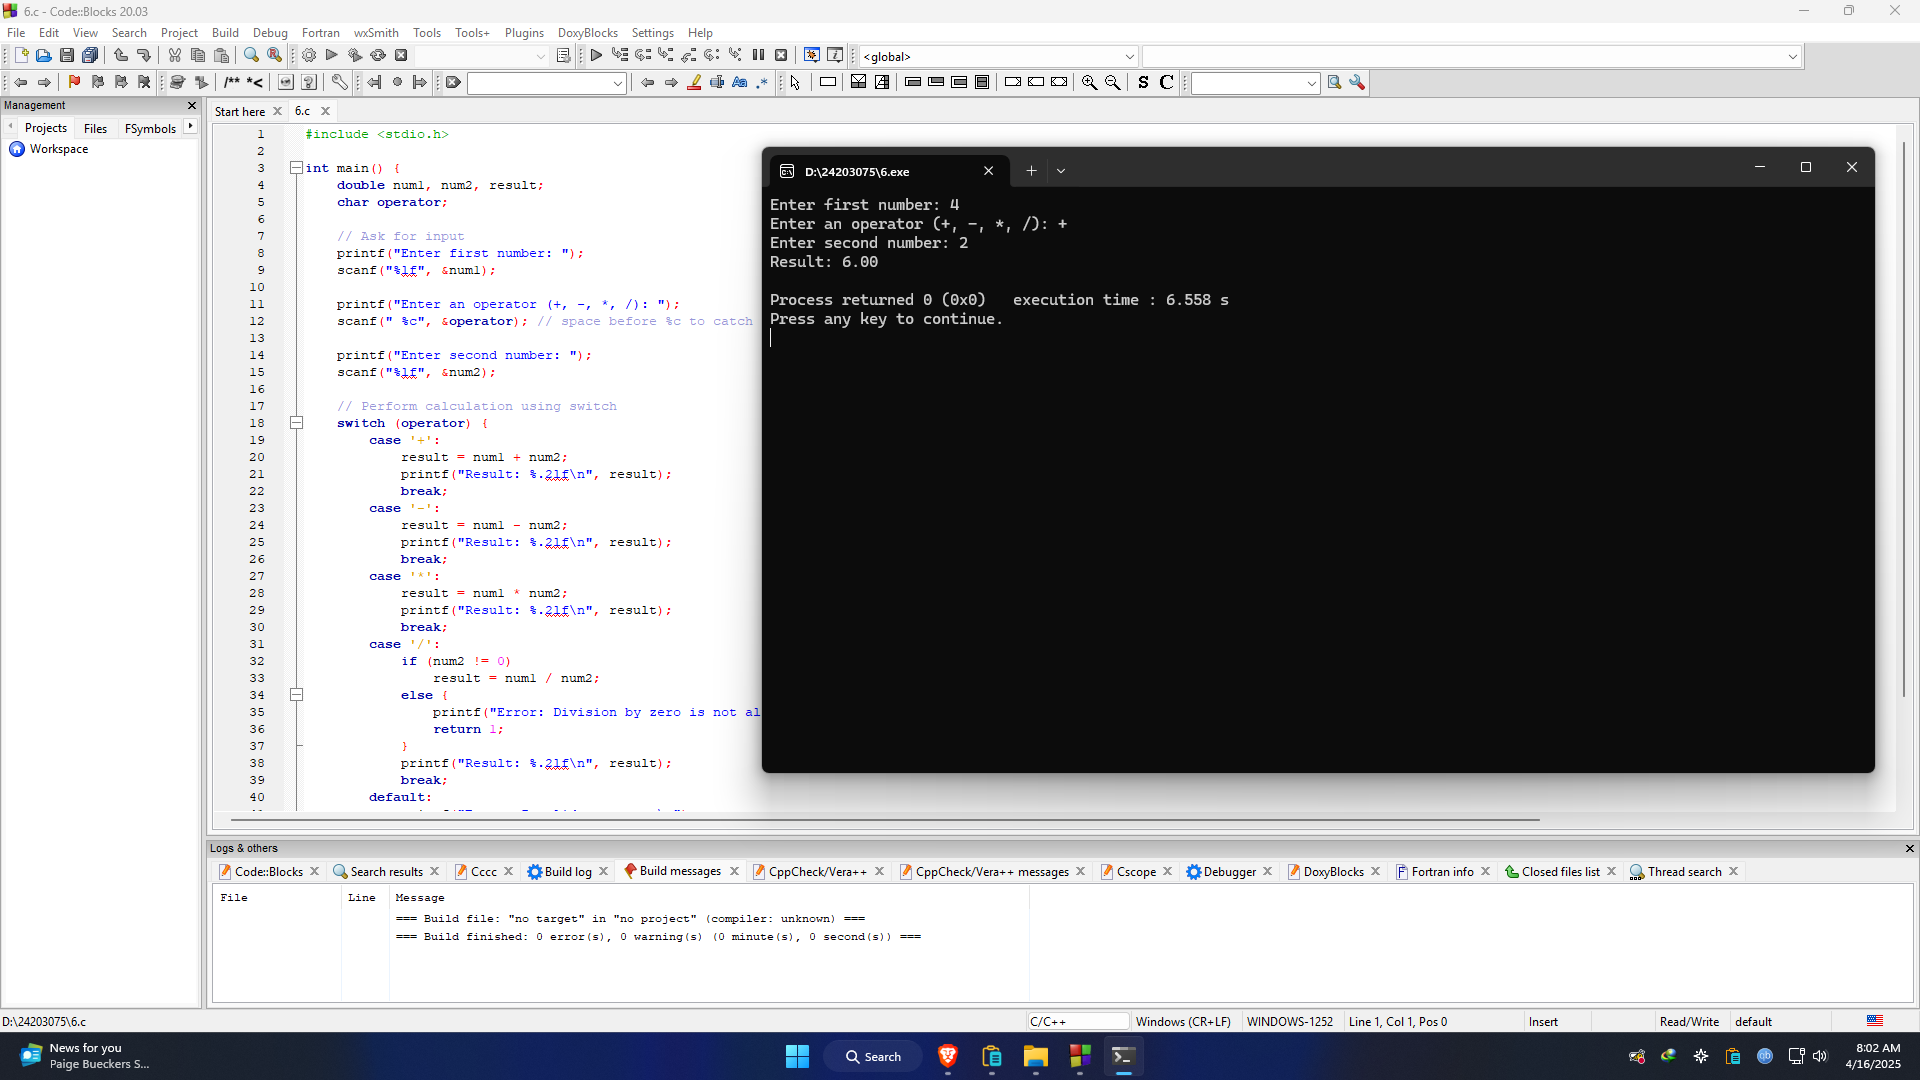 6.c - Code::Blocks 20.03
File Edit View Search Project Build Debug Fortran wxSmith Tools Tools+ Plugins DoxyBlocks Settings Help
<global>
/** *< Aa .* S C
Management
Projects Files FSymbols
Workspace
Start here 6.c
1 #include <stdio.h>
2
3 int main() {
4 double num1, num2, result;
5 char operator;
6
7 // Ask for input
8 printf("Enter first number: ");
9 scanf("%lf", &num1);
10
11 printf("Enter an operator (+, -, *, /): ");
12 scanf(" %c", &operator); // space before %c to catch
13
14 printf("Enter second number: ");
15 scanf("%lf", &num2);
16
17 // Perform calculation using switch
18 switch (operator) {
19 case '+':
20 result = num1 + num2;
21 printf("Result: %.2lf\n", result);
22 break;
23 case '-':
24 result = num1 - num2;
25 printf("Result: %.2lf\n", result);
26 break;
27 case '*':
28 result = num1 * num2;
29 printf("Result: %.2lf\n", result);
30 break;
31 case '/':
32 if (num2 != 0)
33 result = num1 / num2;
34 else {
35 printf("Error: Division by zero is not al
36 return 1;
37 }
38 printf("Result: %.2lf\n", result);
39 break;
40 default:
D:\24203075\6.exe
Enter first number: 4
Enter an operator (+, -, *, /): +
Enter second number: 2
Result: 6.00
Process returned 0 (0x0) execution time : 6.558 s
Press any key to continue.
Logs & others
Code::Blocks Search results Cccc Build log Build messages CppCheck/Vera++ CppCheck/Vera++ messages Cscope Debugger DoxyBlocks Fortran info Closed files list Thread search
File Line Message
=== Build file: "no target" in "no project" (compiler: unknown) ===
=== Build finished: 0 error(s), 0 warning(s) (0 minute(s), 0 second(s)) ===
D:\24203075\6.c C/C++ Windows (CR+LF) WINDOWS-1252 Line 1, Col 1, Pos 0 Insert Read/Write default
News for you
Paige Bueckers S...
Search
8:02 AM
4/16/2025